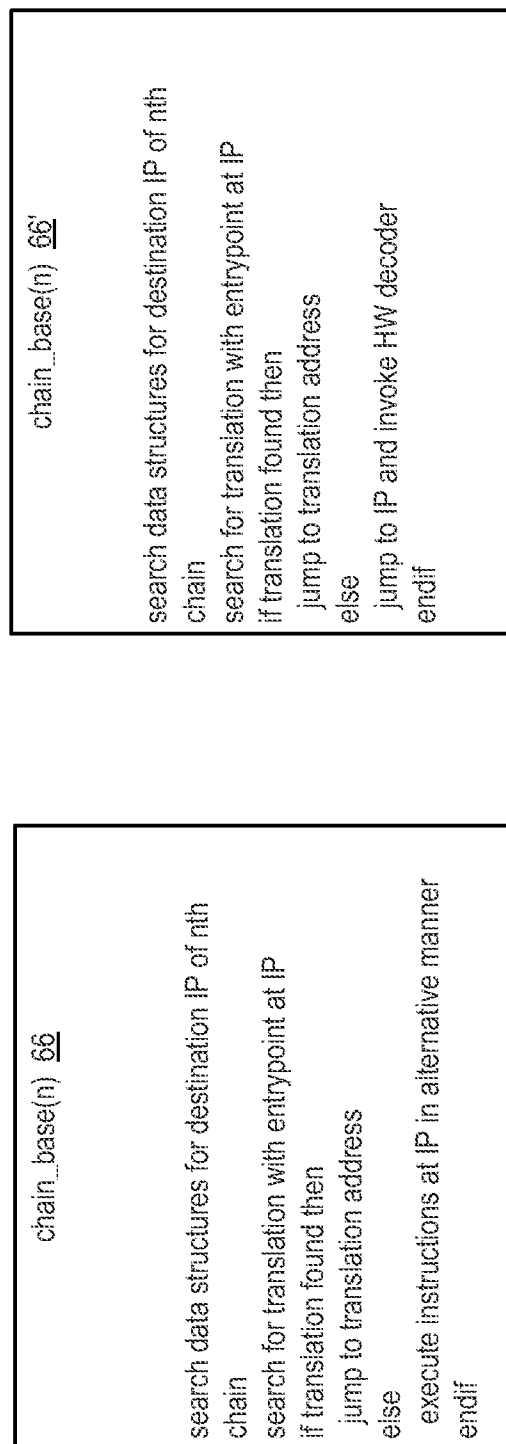 chain_base(n) 66
search data structures for destination IP of nth
chain
search for translation with entrypoint at IP
if translation found then
jump to translation address
else
execute instructions at IP in alternative manner
endif
chain_base(n) 66'
search data structures for destination IP of nth
chain
search for translation with entrypoint at IP
if translation found then
jump to translation address
else
jump to IP and invoke HW decoder
endif